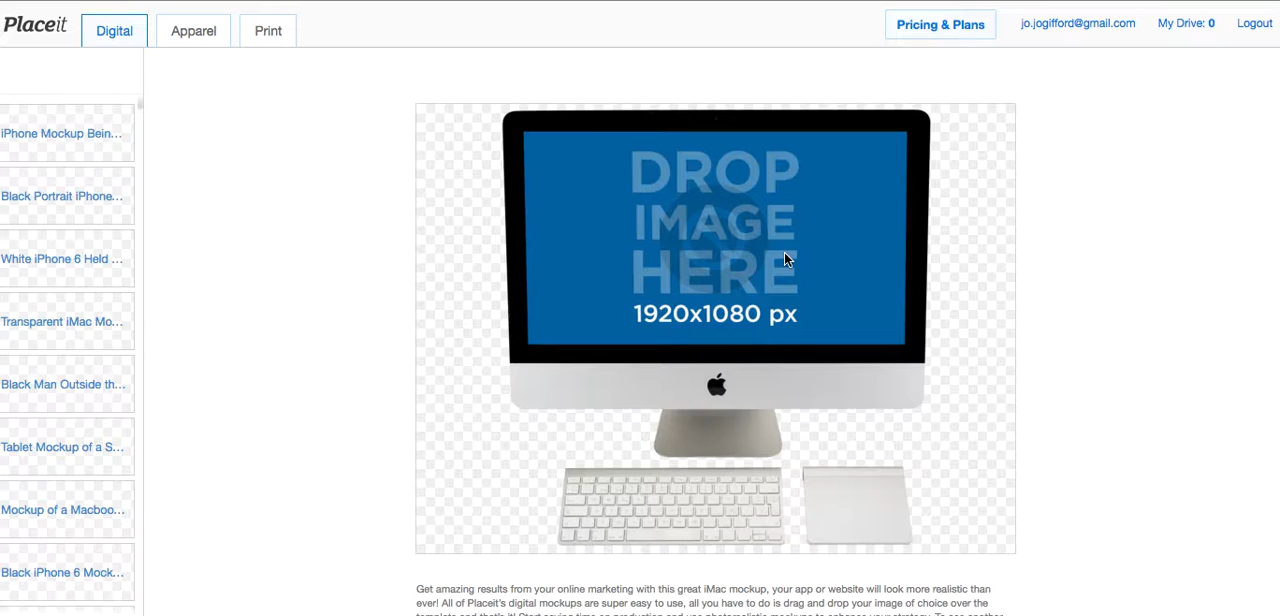 Placeit
Digital
Apparel
Print
Pricing & Plans
jo.jogifford@gmail.com
My Drive: 0
Logout
iPhone Mockup Bein...
Black Portrait iPhone...
White iPhone 6 Held ...
Transparent iMac Mo...
Black Man Outside th...
Tablet Mockup of a S...
Mockup of a Macboo...
Black iPhone 6 Mock...
DROP
IMAGE
HERE
1920x1080 px
Get amazing results from your online marketing with this great iMac mockup, your app or website will look more realistic than
ever! All of Placeit's digital mockups are super easy to use, all you have to do is drag and drop your image of choice over the